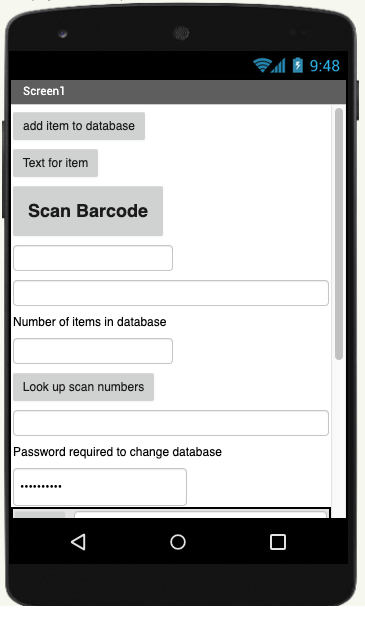 9:48
Screen1
add item to database
Text for item
Scan Barcode
Number of items in database
Look up scan numbers
Password required to change database
••••••••••